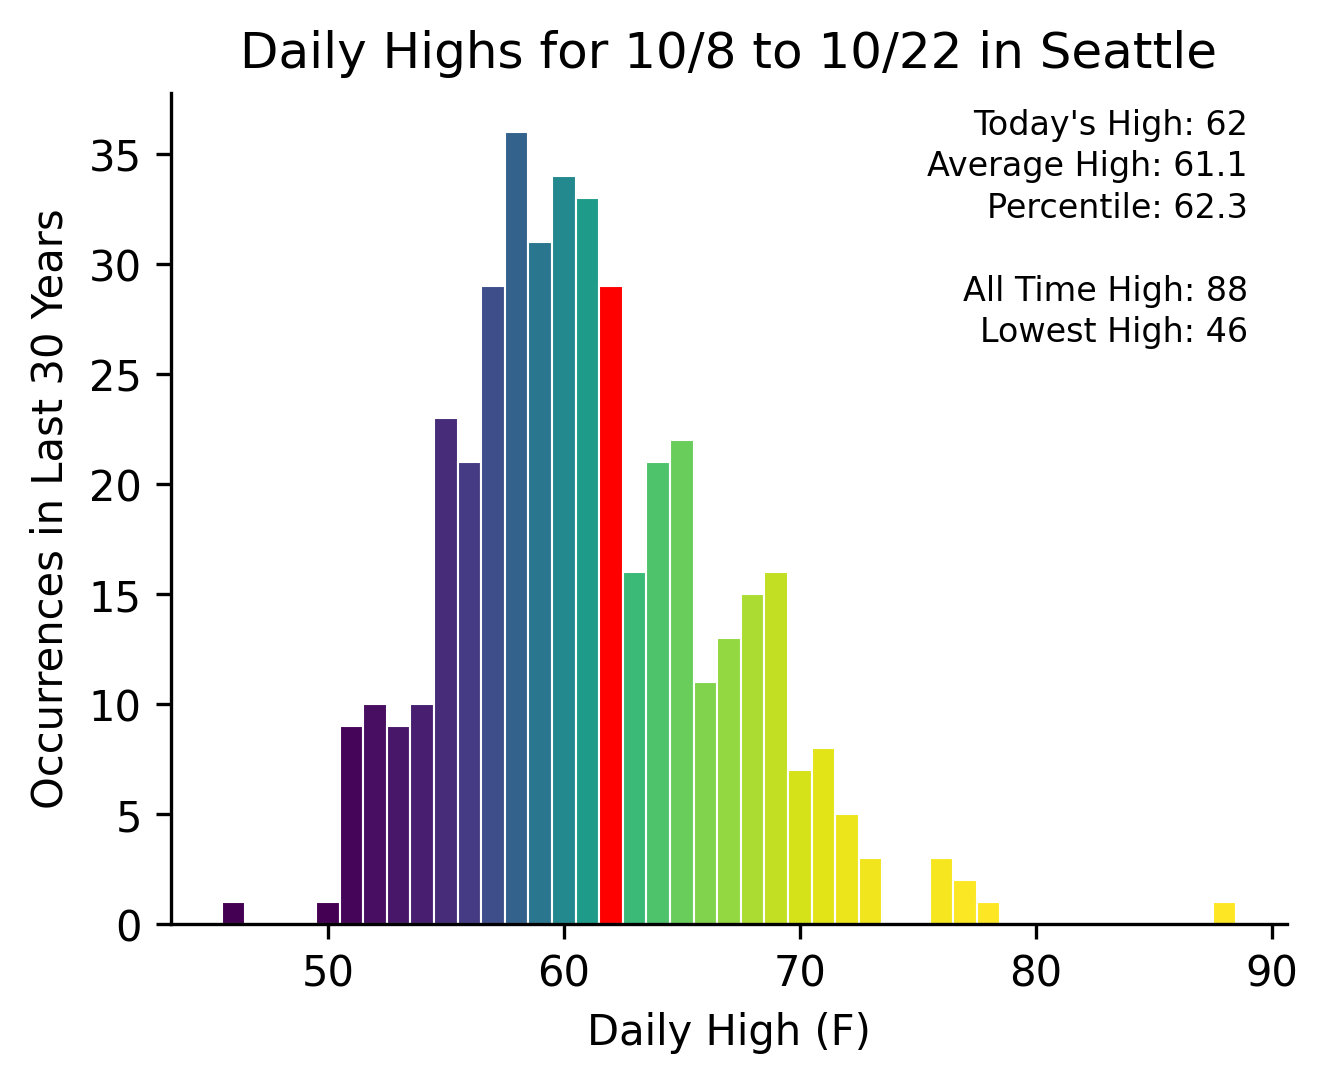 Daily Highs for 10/8 to 10/22 in Seattle
Today's High: 62
Average High: 61.1
Percentile: 62.3
All Time High: 88
Lowest High: 46
Occurrences in Last 30 Years
35
30
25
20
15
10
5
0
50 60 70 80 90
Daily High (F)